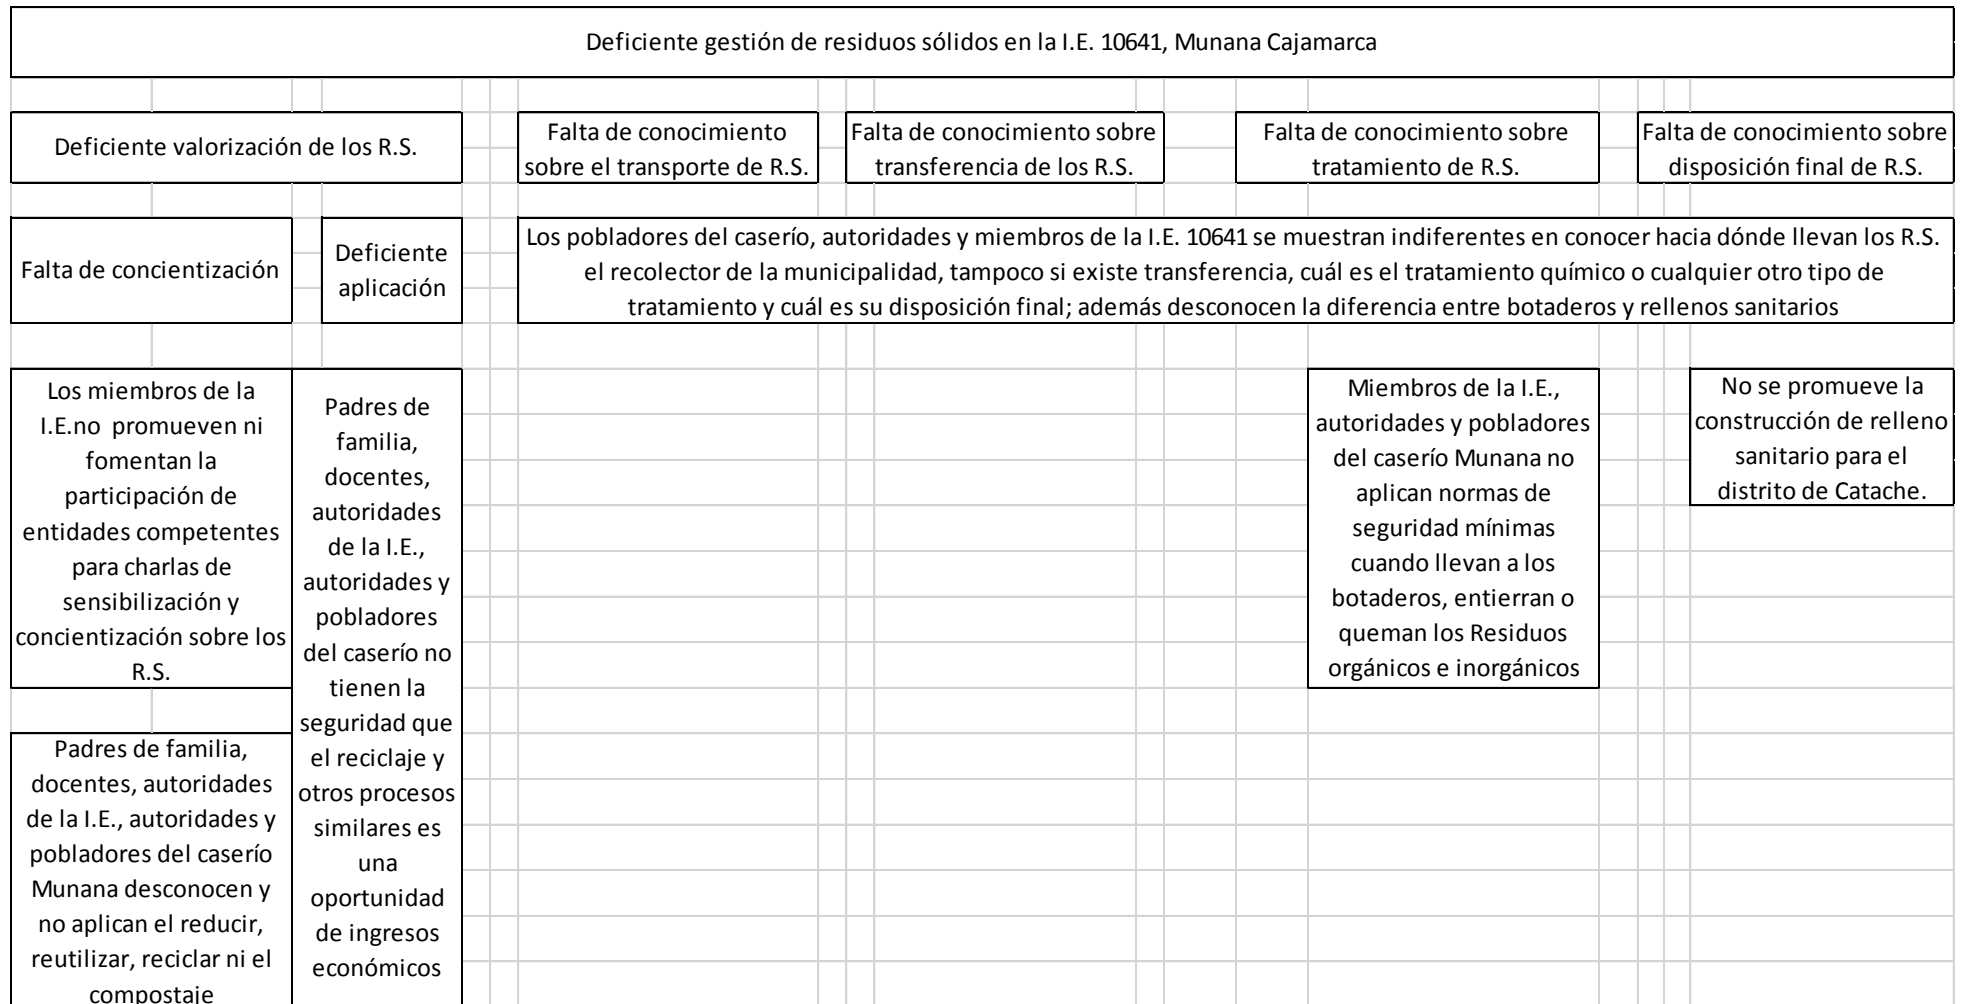 Deficiente gestión de residuos sólidos en la I.E. 10641, Munana Cajamarca
Deficiente valorización de los R.S.
Falta de conocimiento
sobre el transporte de R.S.
Falta de conocimiento sobre
transferencia de los R.S.
Falta de conocimiento sobre
tratamiento de R.S.
Falta de conocimiento sobre
disposición final de R.S.
Falta de concientización
Deficiente
aplicación
Los pobladores del caserío, autoridades y miembros de la I.E. 10641 se muestran indiferentes en conocer hacia dónde llevan los R.S.
el recolector de la municipalidad, tampoco si existe transferencia, cuál es el tratamiento químico o cualquier otro tipo de
tratamiento y cuál es su disposición final; además desconocen la diferencia entre botaderos y rellenos sanitarios
Los miembros de la
I.E.no promueven ni
fomentan la
participación de
entidades competentes
para charlas de
sensibilización y
concientización sobre los
R.S.
Padres de
familia,
docentes,
autoridades
de la I.E.,
autoridades y
pobladores
del caserío no
tienen la
seguridad que
el reciclaje y
otros procesos
similares es
una
oportunidad
de ingresos
económicos
Miembros de la I.E.,
autoridades y pobladores
del caserío Munana no
aplican normas de
seguridad mínimas
cuando llevan a los
botaderos, entierran o
queman los Residuos
orgánicos e inorgánicos
No se promueve la
construcción de relleno
sanitario para el
distrito de Catache.
Padres de familia,
docentes, autoridades
de la I.E., autoridades y
pobladores del caserío
Munana desconocen y
no aplican el reducir,
reutilizar, reciclar ni el
compostaje